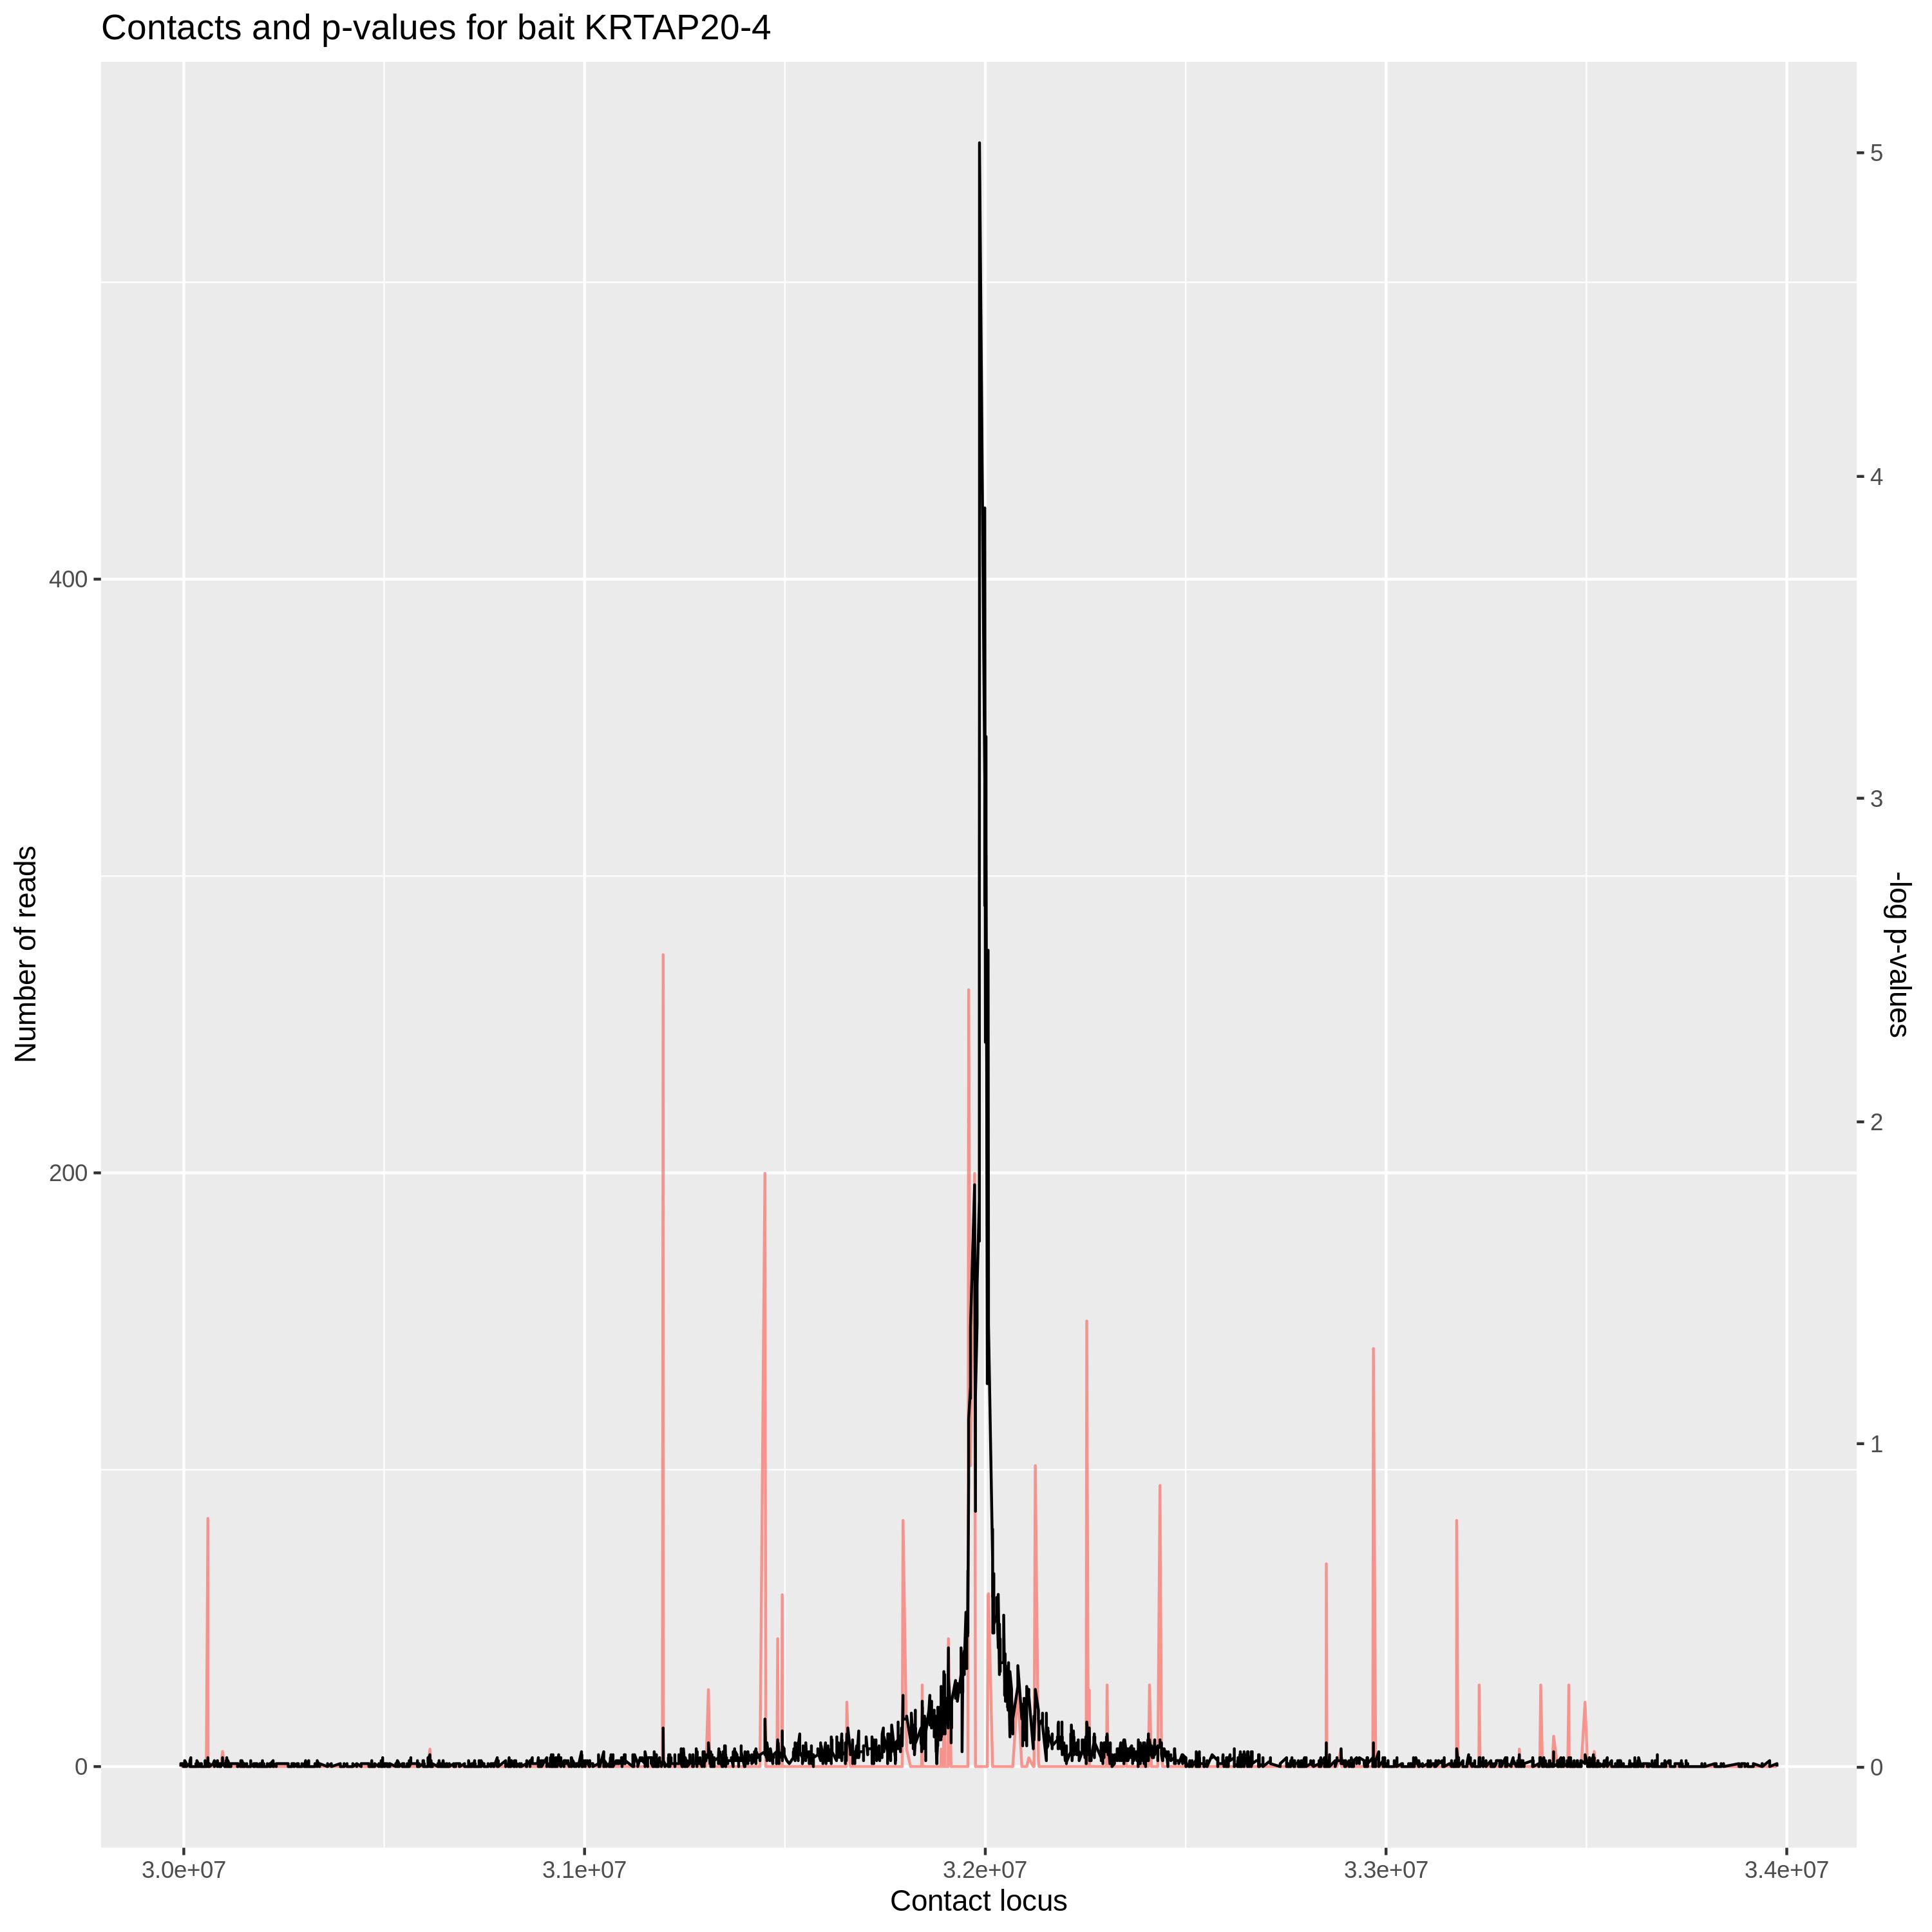 Contacts and p-values for bait KRTAP20-4
Number of reads
400
200
0
5
4
3
2
1
0
-log p-values
3.0e+07
3.1e+07
3.2e+07
3.3e+07
3.4e+07
Contact locus